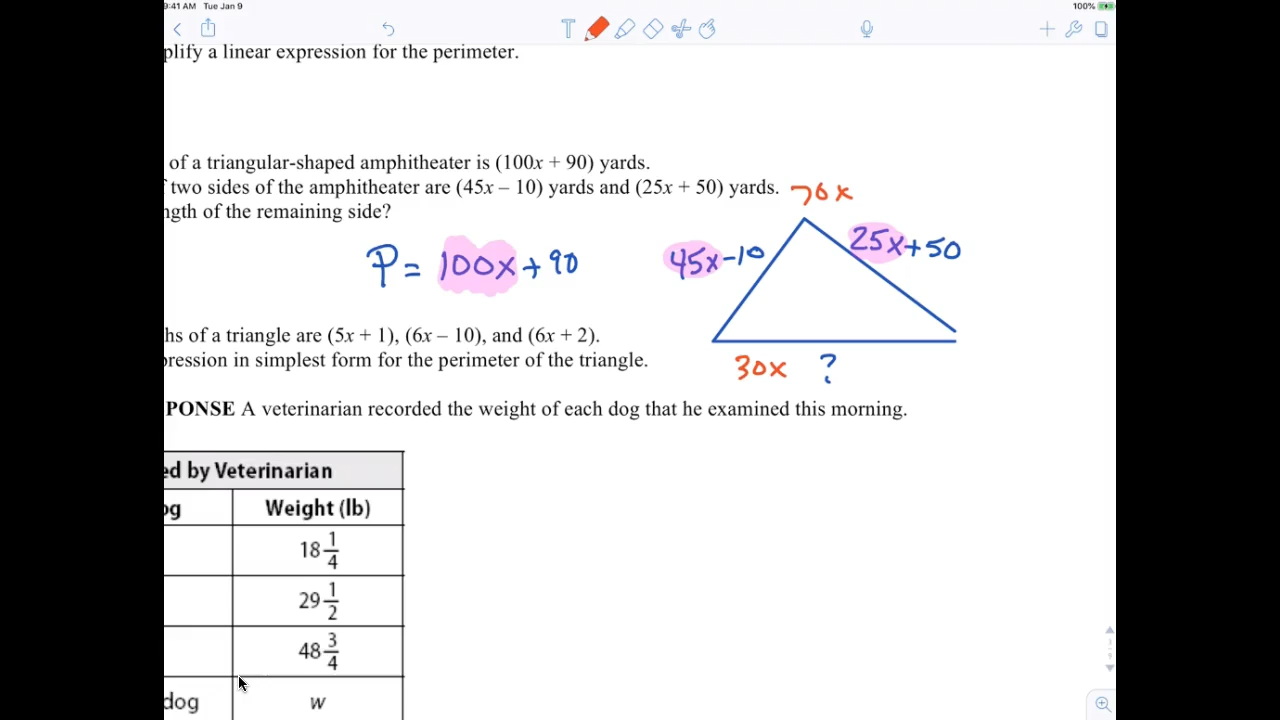 9:41 AM Tue Jan 9
100%
plify a linear expression for the perimeter.
of a triangular-shaped amphitheater is (100x + 90) yards.
two sides of the amphitheater are (45x – 10) yards and (25x + 50) yards.
70x
ngth of the remaining side?
P = 100x + 90
45x-10
25x+50
hs of a triangle are (5x + 1), (6x – 10), and (6x + 2).
ression in simplest form for the perimeter of the triangle.
30x ?
PONSE A veterinarian recorded the weight of each dog that he examined this morning.
ed by Veterinarian
og Weight (lb)
18 1/4
29 1/2
48 3/4
dog w